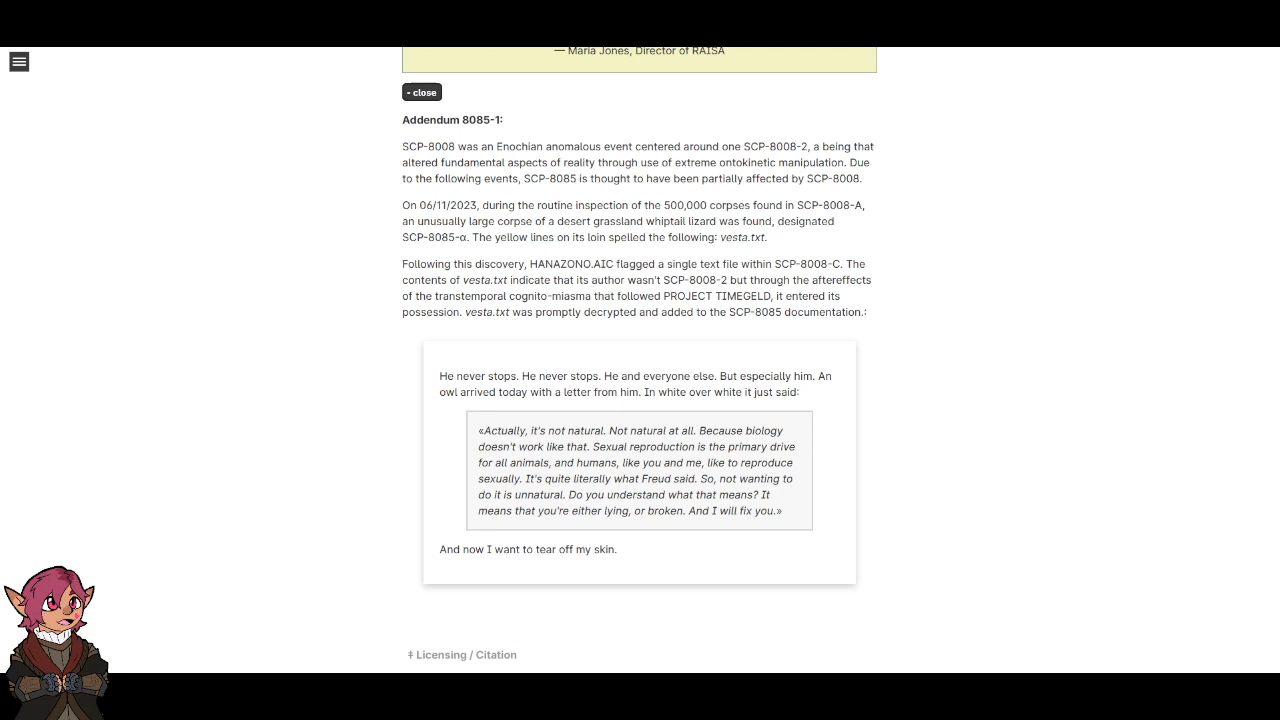 — Maria Jones, Director of RAISA
- close
Addendum 8085-1:
SCP-8008 was an Enochian anomalous event centered around one SCP-8008-2, a being that
altered fundamental aspects of reality through use of extreme ontokinetic manipulation. Due
to the following events, SCP-8085 is thought to have been partially affected by SCP-8008.
On 06/11/2023, during the routine inspection of the 500,000 corpses found in SCP-8008-A,
an unusually large corpse of a desert grassland whiptail lizard was found, designated
SCP-8085-α. The yellow lines on its loin spelled the following: vesta.txt.
Following this discovery, HANAZONO.AIC flagged a single text file within SCP-8008-C. The
contents of vesta.txt indicate that its author wasn't SCP-8008-2 but through the aftereffects
of the transtemporal cognito-miasma that followed PROJECT TIMEGELD, it entered its
possession. vesta.txt was promptly decrypted and added to the SCP-8085 documentation.:
He never stops. He never stops. He and everyone else. But especially him. An
owl arrived today with a letter from him. In white over white it just said:
«Actually, it's not natural. Not natural at all. Because biology
doesn't work like that. Sexual reproduction is the primary drive
for all animals, and humans, like you and me, like to reproduce
sexually. It's quite literally what Freud said. So, not wanting to
do it is unnatural. Do you understand what that means? It
means that you're either lying, or broken. And I will fix you.»
And now I want to tear off my skin.
‡ Licensing / Citation